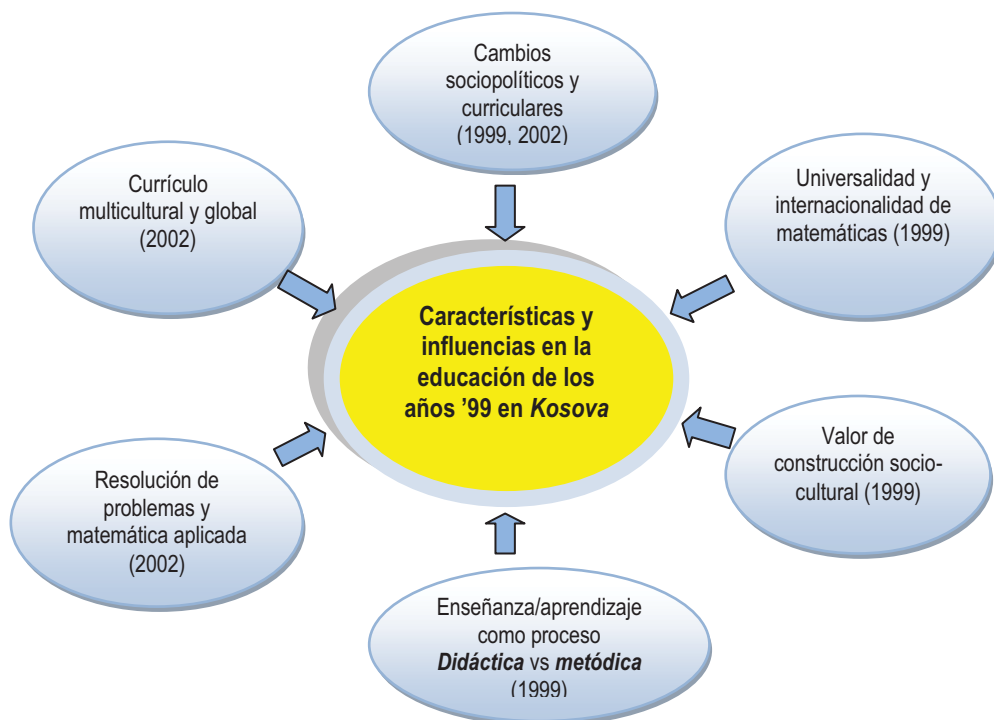 Cambios
sociopolíticos y
curriculares
(1999, 2002)
Currículo
multicultural y global
(2002)
Universalidad y
internacionalidad de
matemáticas (1999)
Características y
influencias en la
educación de los
años ’99 en Kosova
Resolución de
problemas y
matemática aplicada
(2002)
Valor de
construcción socio-
cultural (1999)
Enseñanza/aprendizaje
como proceso
Didáctica vs metódica
(1999)